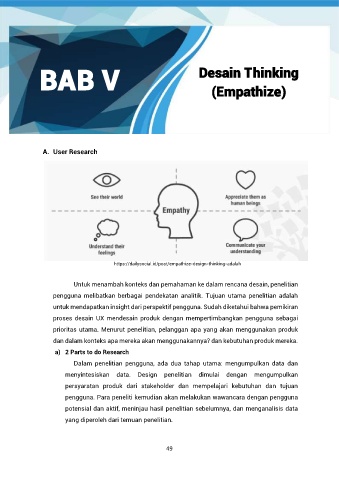 BAB V
Desain Thinking
(Empathize)
A. User Research
See their world
Appreciate them as
human beings
Empathy
Understand their
feelings
Communicate your
understanding
https://dailysocial.id/post/empathize-design-thinking-adalah
Untuk menambah konteks dan pemahaman ke dalam rencana desain, penelitian
pengguna melibatkan berbagai pendekatan analitik. Tujuan utama penelitian adalah
untuk mendapatkan insight dari perspektif pengguna. Sudah diketahui bahwa pemikiran
proses desain UX mendesain produk dengan mempertimbangkan pengguna sebagai
prioritas utama. Menurut penelitian, pelanggan apa yang akan menggunakan produk
dan dalam konteks apa mereka akan menggunakannya? dan kebutuhan produk mereka.
a) 2 Parts to do Research
Dalam penelitian pengguna, ada dua tahap utama: mengumpulkan data dan
menyintesiskan data. Design penelitian dimulai dengan mengumpulkan
persyaratan produk dari stakeholder dan mempelajari kebutuhan dan tujuan
pengguna. Para peneliti kemudian akan melakukan wawancara dengan pengguna
potensial dan aktif, meninjau hasil penelitian sebelumnya, dan menganalisis data
yang diperoleh dari temuan penelitian.
49